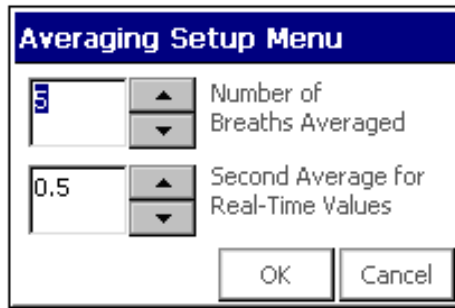 Averaging Setup Menu
5
Number of
Breaths Averaged
0.5
Second Average for
Real-Time Values
OK
Cancel